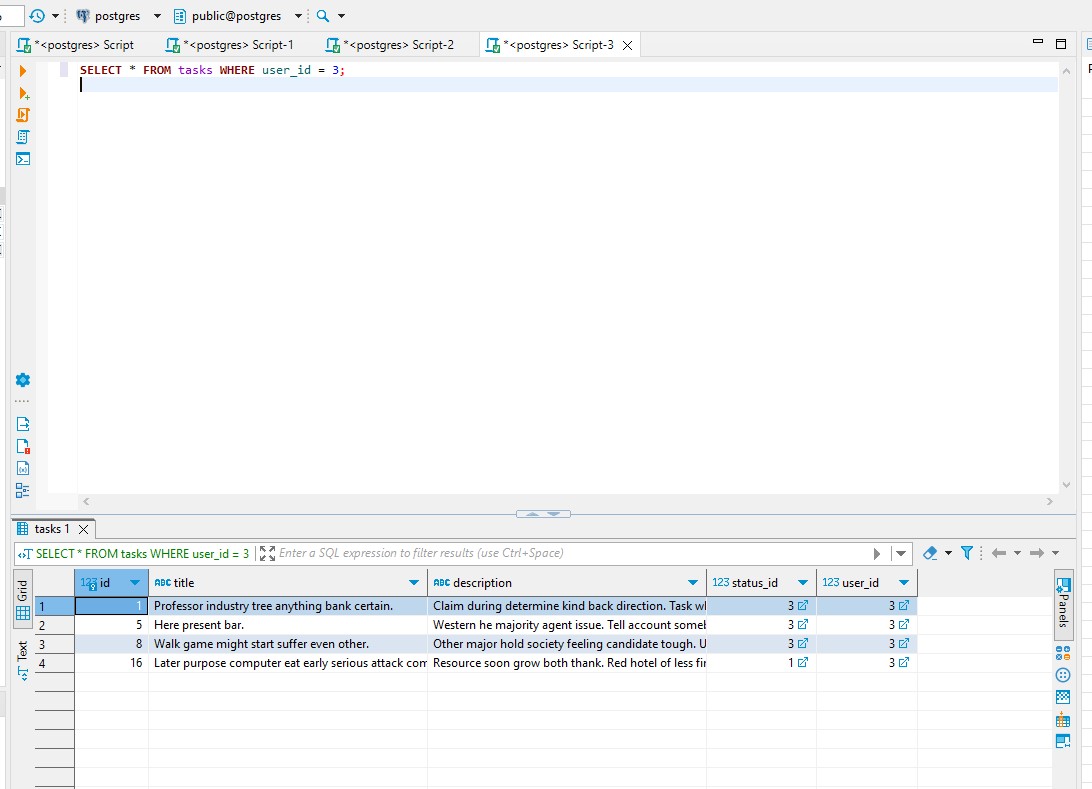 postgres public@postgres
*<postgres> Script *<postgres> Script-1 *<postgres> Script-2 *<postgres> Script-3
SELECT * FROM tasks WHERE user_id = 3;
tasks 1
SELECT * FROM tasks WHERE user_id = 3 Enter a SQL expression to filter results (use Ctrl+Space)
Grid
Text
Panels
123 id ABC title ABC description 123 status_id 123 user_id
1 1 Professor industry tree anything bank certain. Claim during determine kind back direction. Task wh 3 3
2 5 Here present bar. Western he majority agent issue. Tell account someb 3 3
3 8 Walk game might start suffer even other. Other major hold society feeling candidate tough. U 3 3
4 16 Later purpose computer eat early serious attack com Resource soon grow both thank. Red hotel of less fir 1 3